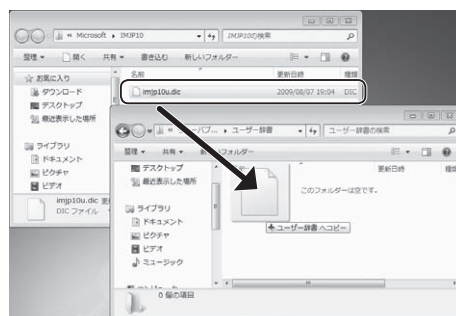 « Microsoft ▸ IMJP10
IMJP10の検索
整理 開く 共有 書き込む 新しいフォルダー
名前 更新日時 種類
お気に入り
ダウンロード
デスクトップ
最近表示した場所
imjp10u.dic 2009/08/07 19:04 DIC
ライブラリ
ドキュメント
ピクチャ
ビデオ
imjp10u.dic
DIC ファイル
▸ ユーザー辞書
ユーザー辞書の検索
整理 共有 新しいフォルダー
更新日時
デスクトップ
最近表示した場所
このフォルダーは空です。
ライブラリ
ドキュメント
ピクチャ
ビデオ
ミュージック
ユーザー辞書 へコピー
0 個の項目